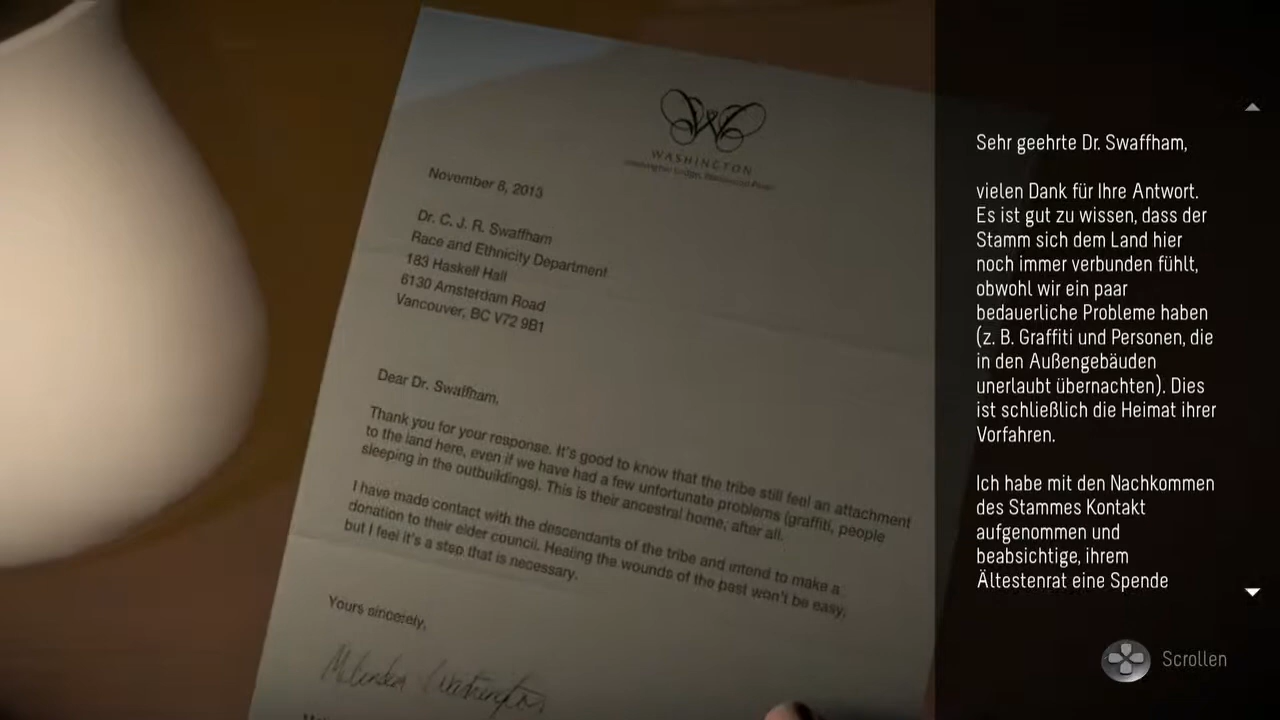 WASHINGTON
November 8, 2013
Dr. C. J. R. Swaffham
Race and Ethnicity Department
183 Haskell Hall
6130 Amsterdam Road
Vancouver, BC V72 9B1
Dear Dr. Swaffham,
Thank you for your response. It's good to know that the tribe still feel an attachment
to the land here, even if we have had a few unfortunate problems (graffiti, people
sleeping in the outbuildings). This is their ancestral home, after all.
I have made contact with the descendants of the tribe and intend to make a
donation to their elder council. Healing the wounds of the past won't be easy,
but I feel it's a step that is necessary.
Yours sincerely,
Melinda Washington
Sehr geehrte Dr. Swaffham,
vielen Dank für Ihre Antwort.
Es ist gut zu wissen, dass der
Stamm sich dem Land hier
noch immer verbunden fühlt,
obwohl wir ein paar
bedauerliche Probleme haben
(z. B. Graffiti und Personen, die
in den Außengebäuden
unerlaubt übernachten). Dies
ist schließlich die Heimat ihrer
Vorfahren.
Ich habe mit den Nachkommen
des Stammes Kontakt
aufgenommen und
beabsichtige, ihrem
Ältestenrat eine Spende
Scrollen